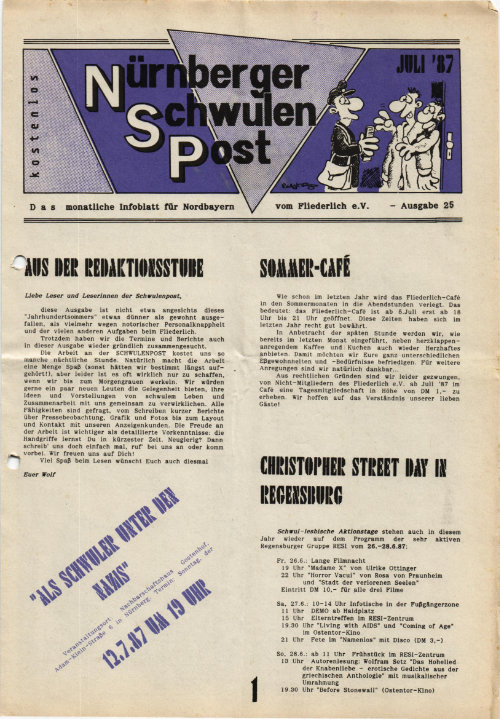 kostenlos
Nürnberger
Schwulen
Post
JULI '87
Das monatliche Infoblatt für Nordbayern vom Fliederlich e.V. - Ausgabe 25
AUS DER REDAKTIONSSTUBE
Liebe Leser und Leserinnen der Schwulenpost,
diese Ausgabe ist nicht etwa angesichts dieses
"Jahrhundertsommers" etwas dünner als gewohnt ausge-
fallen, als vielmehr wegen notorischer Personalknappheit
und der vielen anderen Aufgaben beim Fliederlich.
Trotzdem haben wir die Termine und Berichte auch
in dieser Ausgabe wieder gründlich zusammengesucht.
Die Arbeit an der SCHWULENPOST kostet uns so
manche nächtliche Stunde. Natürlich macht die Arbeit
eine Menge Spaß (sonst hätten wir bestimmt längst auf-
gehört!), aber leider ist es oft wirklich nur zu schaffen,
wenn wir bis zum Morgengrauen werkeln. Wir würden
gerne ein paar neuen Leuten die Gelegenheit bieten, ihre
Ideen und Vorstellungen von schwulem Leben und
Zusammenarbeit mit uns gemeinsam zu verwirklichen. Alle
Fähigkeiten sind gefragt, vom Schreiben kurzer Berichte
über Pressebeobachtung, Grafik und Fotos bis zum Layout
und Kontakt mit unseren Anzeigenkunden. Die Freude an
der Arbeit ist wichtiger als detaillierte Vorkenntnisse: die
Handgriffe lernst Du in kürzester Zeit. Neugierig? Dann
schreib' uns doch einfach mal, ruf' bei uns an oder komm
vorbei. Wir freuen uns auf Dich!
Viel Spaß beim Lesen wünscht Euch auch diesmal
Euer Wolf
"ALS SCHWULER UNTER DEN
NAZIS"
Veranstaltungsort Nachbarschaftshaus Gostenhof,
Adam-Klein-Straße 6 in Nürnberg. Termin: Sonntag, der
12.7.87 UM 19 UHR
SOMMER-CAFÉ
Wie schon im letzten Jahr wird das Fliederlich-Café
in den Sommermonaten in die Abendstunden verlegt. Das
bedeutet: das Fliederlich-Café ist ab 5.Juli erst ab 18
Uhr bis 21 Uhr geöffnet. Diese Zeiten haben sich im
letzten Jahr recht gut bewährt.
In Anbetracht der späten Stunde werden wir, wie
bereits im letzten Monat eingeführt, neben herzklappen-
anregendem Kaffee und Kuchen auch wieder Herzhaftes
anbieten. Damit möchten wir Eure ganz unterschiedlichen
Eßgewohnheiten und -Bedürfnisse befriedigen. Für weitere
Anregungen sind wir natürlich dankbar...
Aus rechtlichen Gründen sind wir leider gezwungen,
von Nicht-Mitgliedern des Fliederlich e.V. ab Juli '87 im
Café eine Tagesmitgliedschaft in Höhe von DM 1,- zu
erheben. Wir hoffen auf das Verständnis unserer lieben
Gäste!
CHRISTOPHER STREET DAY IN
REGENSBURG
Schwul-lesbische Aktionstage stehen auch in diesem
Jahr wieder auf dem Programm der sehr aktiven
Regensburger Gruppe RESI vom 26.-28.6.87:
Fr. 26.6.: Lange Filmnacht
19 Uhr "Madame X" von Ulrike Ottinger
22 Uhr "Horror Vacui" von Rosa von Praunheim
und "Stadt der verlorenen Seelen"
Eintritt DM 10.- für alle drei Filme
Sa. 27.6.: 10-14 Uhr Infotische in der Fußgängerzone
11 Uhr DEMO ab Haidplatz
15 Uhr Elterntreffen im RESI-Zentrum
19.30 Uhr "Living with AIDS" und "Coming of Age"
im Ostentor-Kino
21 Uhr Fete im "Namenlos" mit Disco (DM 3,-).
So. 28.6.: ab 11 Uhr Frühstück im RESI-Zentrum
13 Uhr Autorenlesung: Wolfram Setz "Das Hohelied
der Knabenliebe - erotische Gedichte aus der
griechischen Anthologie" mit musikalischer
Umrahmung
19.30 Uhr "Before Stonewall" (Ostentor-Kino)
1